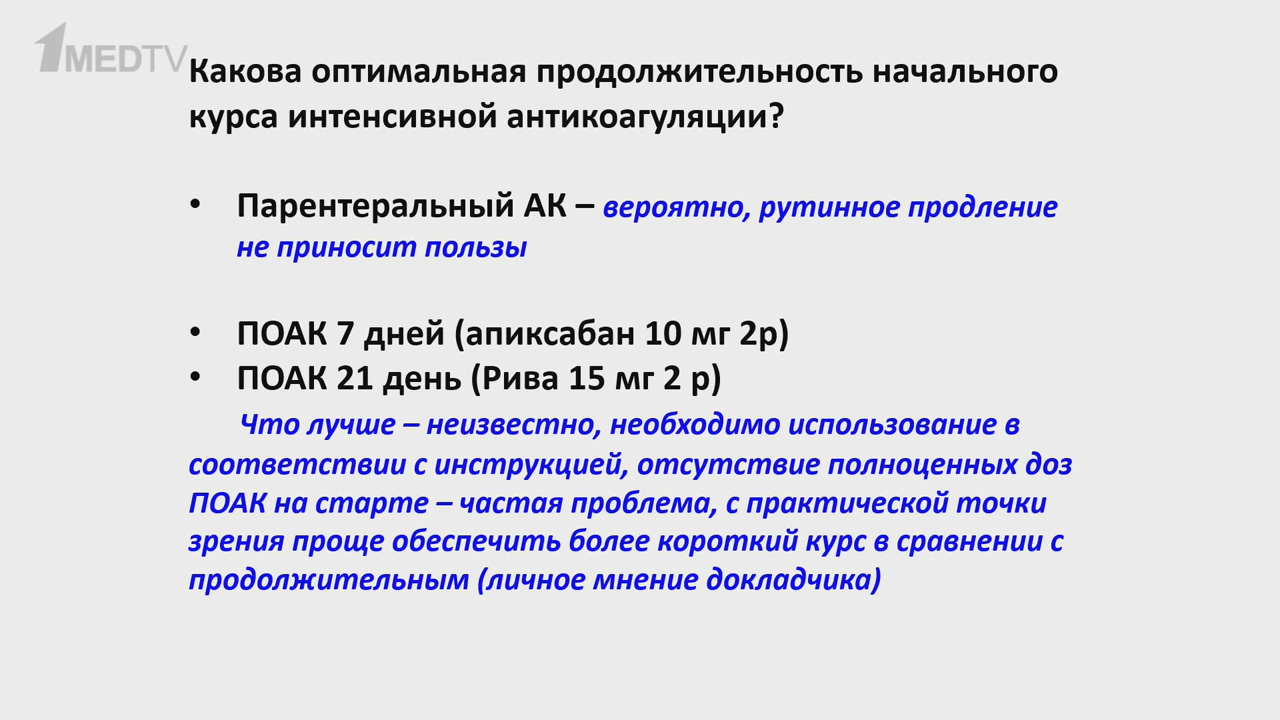 1MEDTV
Какова оптимальная продолжительность начального
курса интенсивной антикоагуляции?
• Парентеральный АК – вероятно, рутинное продление
не приносит пользы
• ПОАК 7 дней (апиксабан 10 мг 2р)
• ПОАК 21 день (Рива 15 мг 2 р)
Что лучше – неизвестно, необходимо использование в
соответствии с инструкцией, отсутствие полноценных доз
ПОАК на старте – частая проблема, с практической точки
зрения проще обеспечить более короткий курс в сравнении с
продолжительным (личное мнение докладчика)